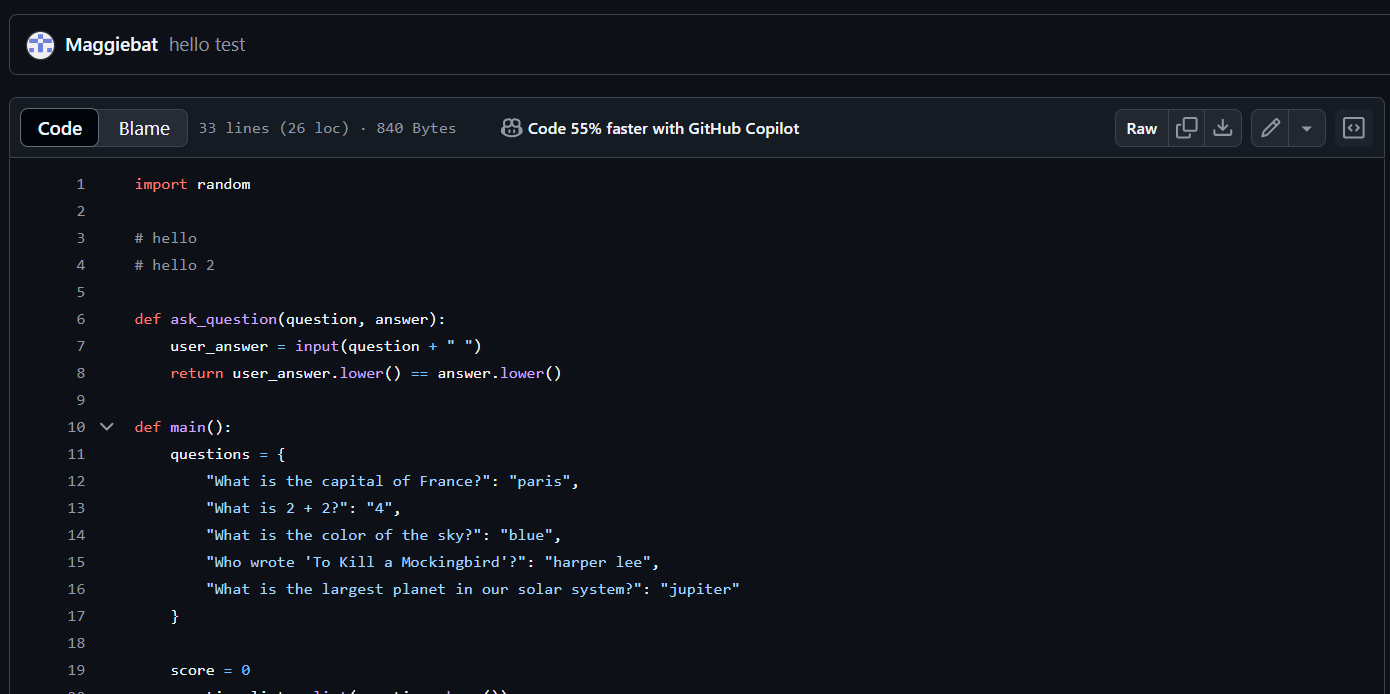 Maggiebat hello test
Code Blame 33 lines (26 loc) · 840 Bytes Code 55% faster with GitHub Copilot Raw
1 import random
2
3 # hello
4 # hello 2
5
6 def ask_question(question, answer):
7     user_answer = input(question + " ")
8     return user_answer.lower() == answer.lower()
9
10 def main():
11     questions = {
12         "What is the capital of France?": "paris",
13         "What is 2 + 2?": "4",
14         "What is the color of the sky?": "blue",
15         "Who wrote 'To Kill a Mockingbird'?": "harper lee",
16         "What is the largest planet in our solar system?": "jupiter"
17     }
18
19     score = 0